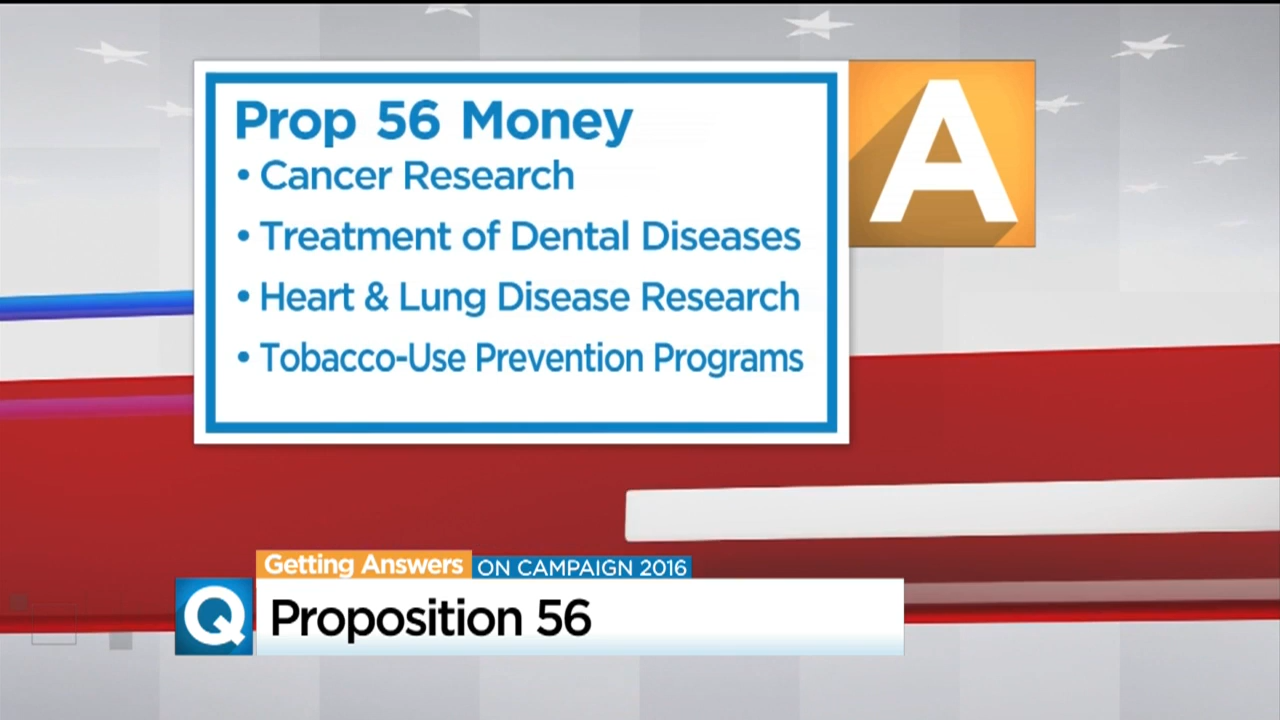 Prop 56 Money
• Cancer Research
• Treatment of Dental Diseases
• Heart & Lung Disease Research
• Tobacco-Use Prevention Programs
A
Getting Answers ON CAMPAIGN 2016
Q Proposition 56